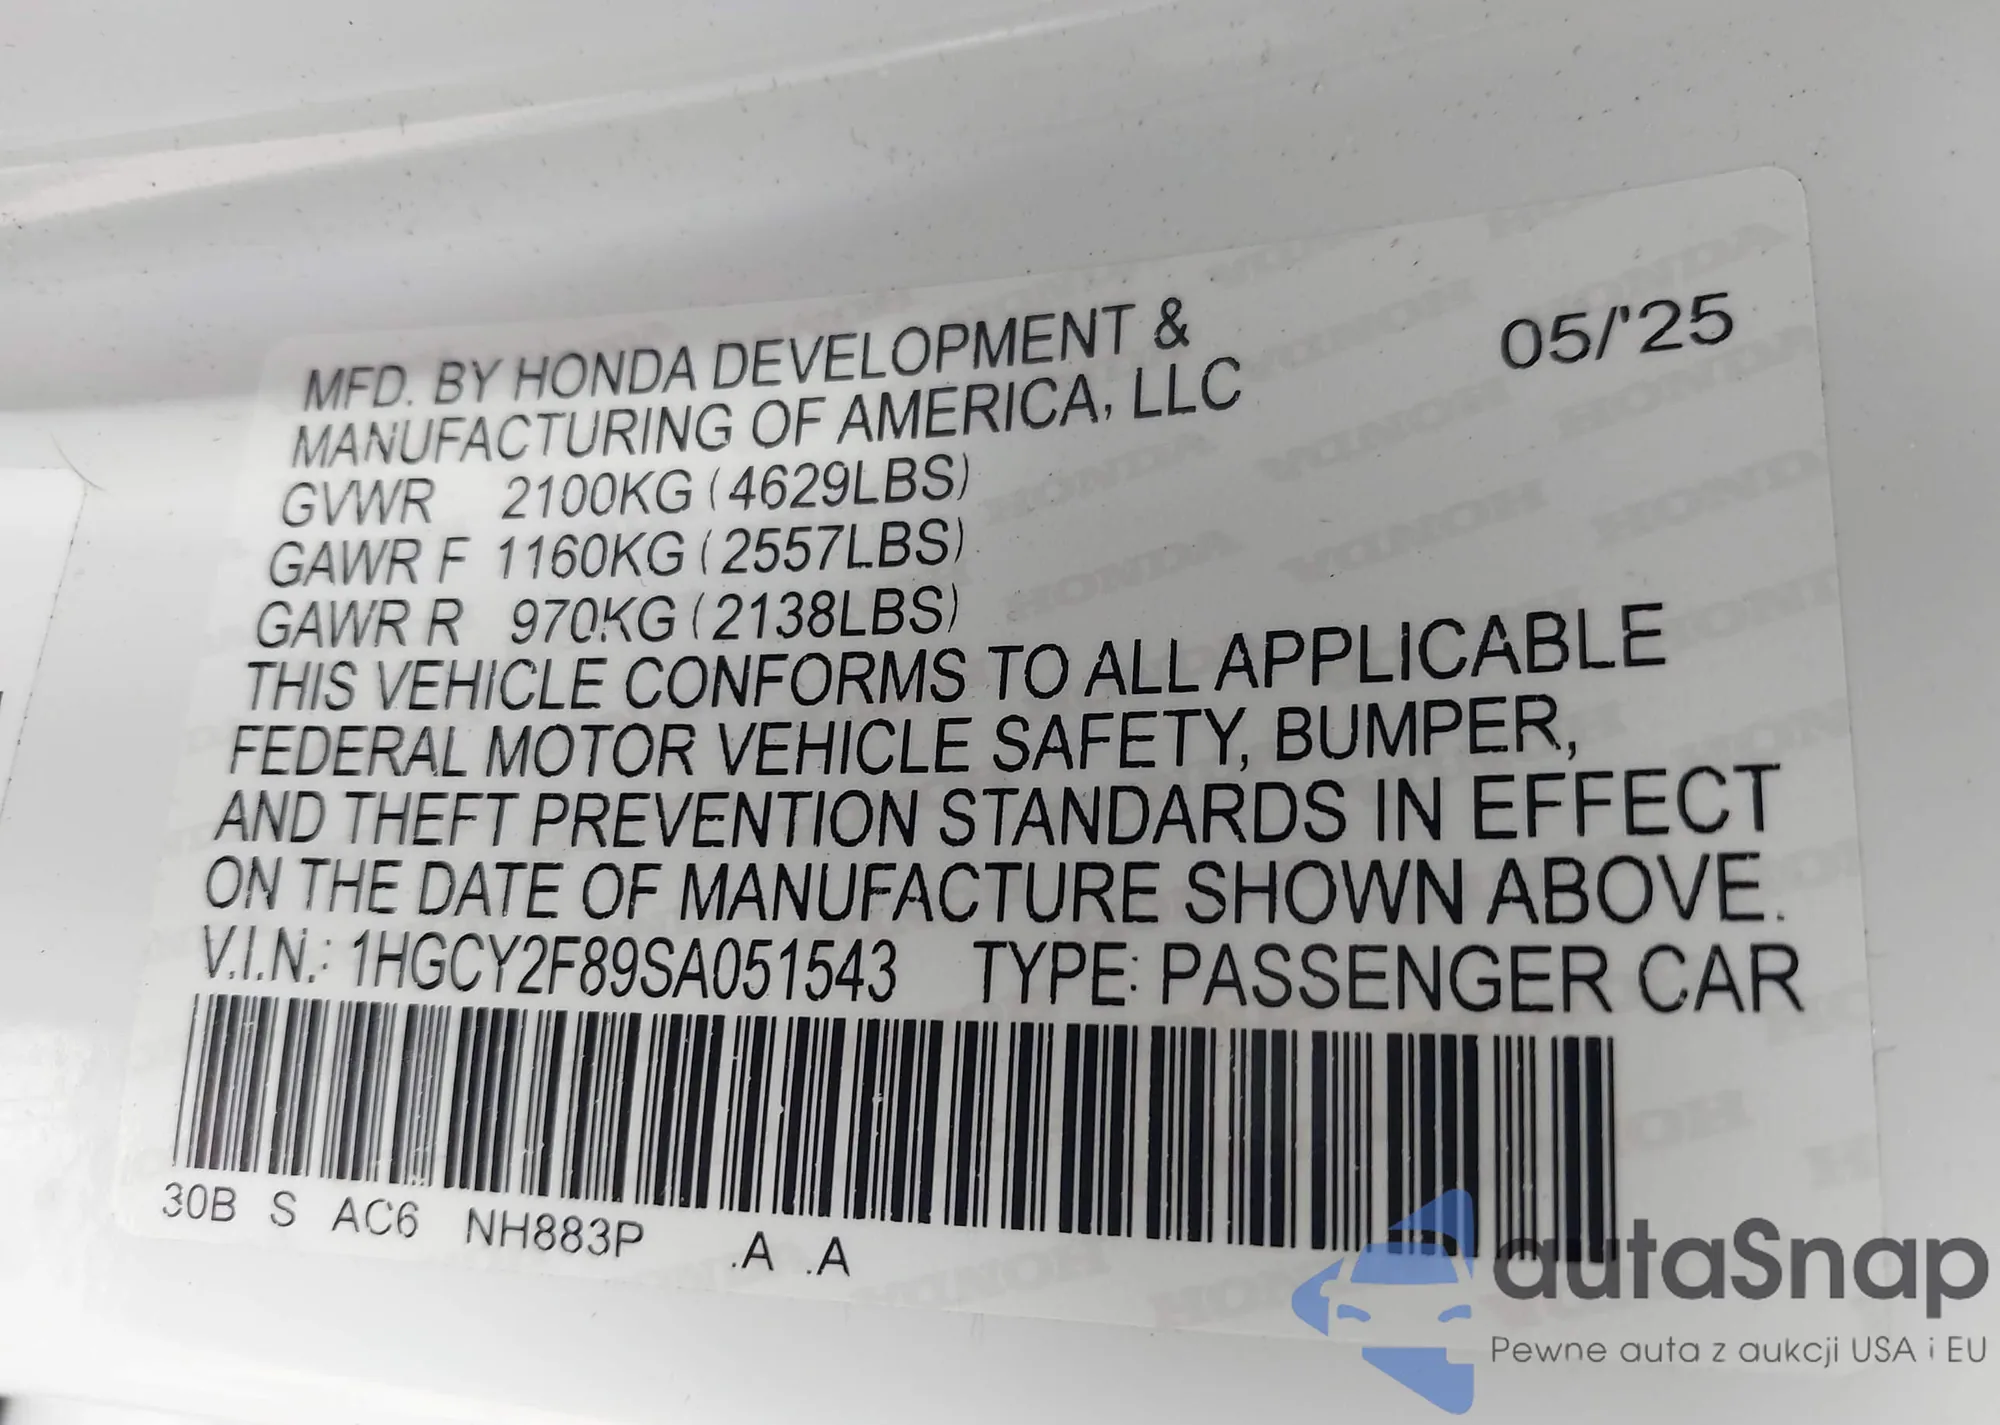 MFD. BY HONDA DEVELOPMENT &
MANUFACTURING OF AMERICA, LLC
05/'25
GVWR 2100KG (4629LBS)
GAWR F 1160KG (2557LBS)
GAWR R 970KG (2138LBS)
THIS VEHICLE CONFORMS TO ALL APPLICABLE
FEDERAL MOTOR VEHICLE SAFETY, BUMPER,
AND THEFT PREVENTION STANDARDS IN EFFECT
ON THE DATE OF MANUFACTURE SHOWN ABOVE.
V.I.N.: 1HGCY2F89SA051543 TYPE: PASSENGER CAR
30B S AC6 NH883P .A .A
autaSnap
Pewne auta z aukcji USA i EU